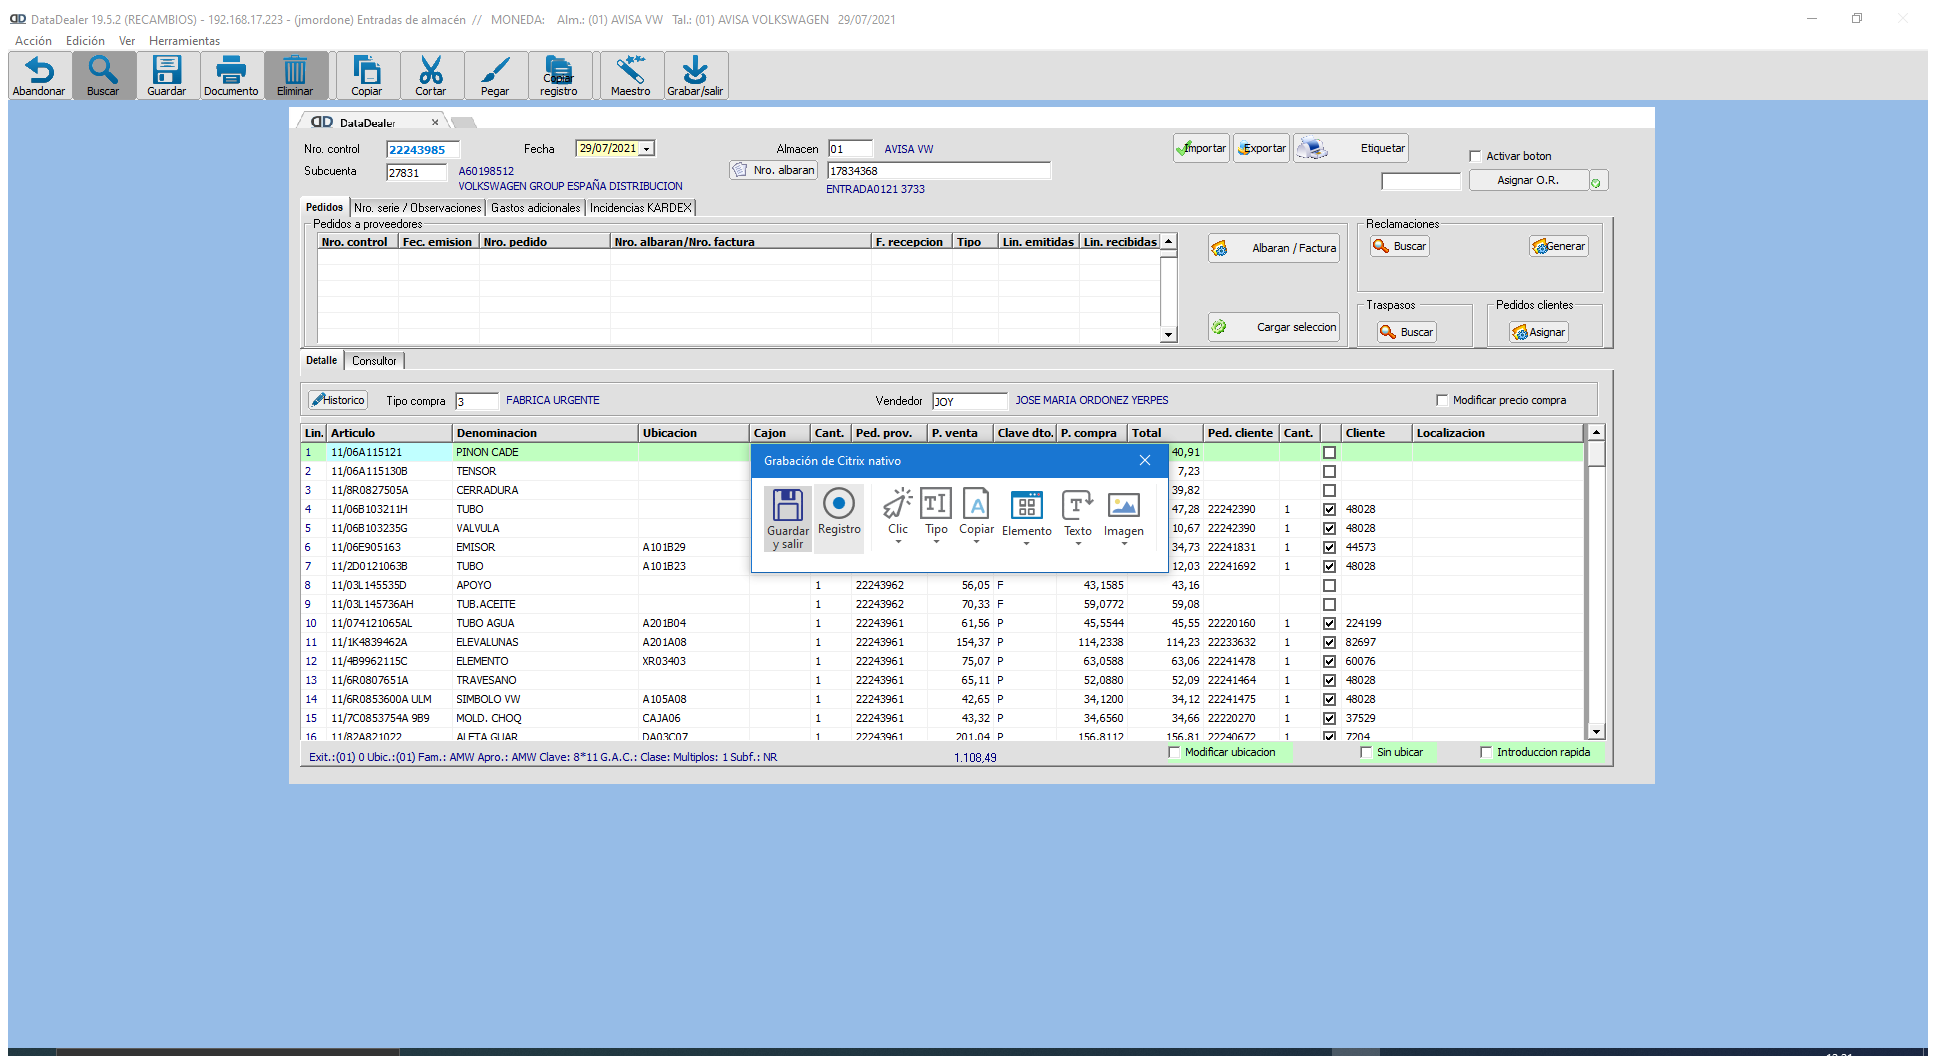 DataDealer 19.5.2 (RECAMBIOS) - 192.168.17.223 - (jmordone) Entradas de almacén // MONEDA: Alm.: (01) AVISA VW Tal.: (01) AVISA VOLKSWAGEN 29/07/2021
Acción Edición Ver Herramientas
Abandonar Buscar Guardar Documento Eliminar Copiar Cortar Pegar Copiar registro Maestro Grabar/salir
DataDealer
Nro. control 22243985 Fecha 29/07/2021 Almacen 01 AVISA VW Importar Exportar Etiquetar Activar boton
Subcuenta 27831 A60198512 Nro. albaran 17834368 Asignar O.R.
VOLKSWAGEN GROUP ESPAÑA DISTRIBUCION ENTRADA0121 3733
Pedidos Nro. serie / Observaciones Gastos adicionales Incidencias KARDEX
Pedidos a proveedores Reclamaciones
Nro. control Fec. emision Nro. pedido Nro. albaran/Nro. factura F. recepcion Tipo Lin. emitidas Lin. recibidas Albaran / Factura Buscar Generar
Traspasos Pedidos clientes
Cargar seleccion Buscar Asignar
Detalle Consultor
Historico Tipo compra 3 FABRICA URGENTE Vendedor JOY JOSE MARIA ORDONEZ YERPES Modificar precio compra
Lin. Articulo Denominacion Ubicacion Cajon Cant. Ped. prov. P. venta Clave dto. P. compra Total Ped. cliente Cant. Cliente Localizacion
1 11/06A115121 PINON CADE 40,91
2 11/06A115130B TENSOR 7,23
3 11/8R0827505A CERRADURA 39,82
4 11/06B103211H TUBO 47,28 22242390 1 48028
5 11/06B103235G VALVULA 10,67 22242390 1 48028
6 11/06E905163 EMISOR A101B29 34,73 22241831 1 44573
7 11/2D0121063B TUBO A101B23 12,03 22241692 1 48028
8 11/03L145535D APOYO 1 22243962 56,05 F 43,1585 43,16
9 11/03L145736AH TUB.ACEITE 1 22243962 70,33 F 59,0772 59,08
10 11/074121065AL TUBO AGUA A201B04 1 22243961 61,56 P 45,5544 45,55 22220160 1 224199
11 11/1K4839462A ELEVALUNAS A201A08 1 22243961 154,37 P 114,2338 114,23 22233632 1 82697
12 11/4B9962115C ELEMENTO XR03403 1 22243961 75,07 P 63,0588 63,06 22241478 1 60076
13 11/6R0807651A TRAVESANO 1 22243961 65,11 P 52,0880 52,09 22241464 1 48028
14 11/6R0853600A ULM SIMBOLO VW A105A08 1 22243961 42,65 P 34,1200 34,12 22241475 1 48028
15 11/7C0853754A 9B9 MOLD. CHOQ CAJA06 1 22243961 43,32 P 34,6560 34,66 22220270 1 37529
16 11/82A821022 ALETA GUAR DA03C07 1 22243961 201,04 P 156,8112 156,81 22240672 1 7204
Grabación de Citrix nativo
Guardar y salir Registro Clic Tipo Copiar Elemento Texto Imagen
Exit.:(01) 0 Ubic.:(01) Fam.: AMW Apro.: AMW Clave: 8*11 G.A.C.: Clase: Multiplos: 1 Subf.: NR 1.108,49 Modificar ubicacion Sin ubicar Introduccion rapida